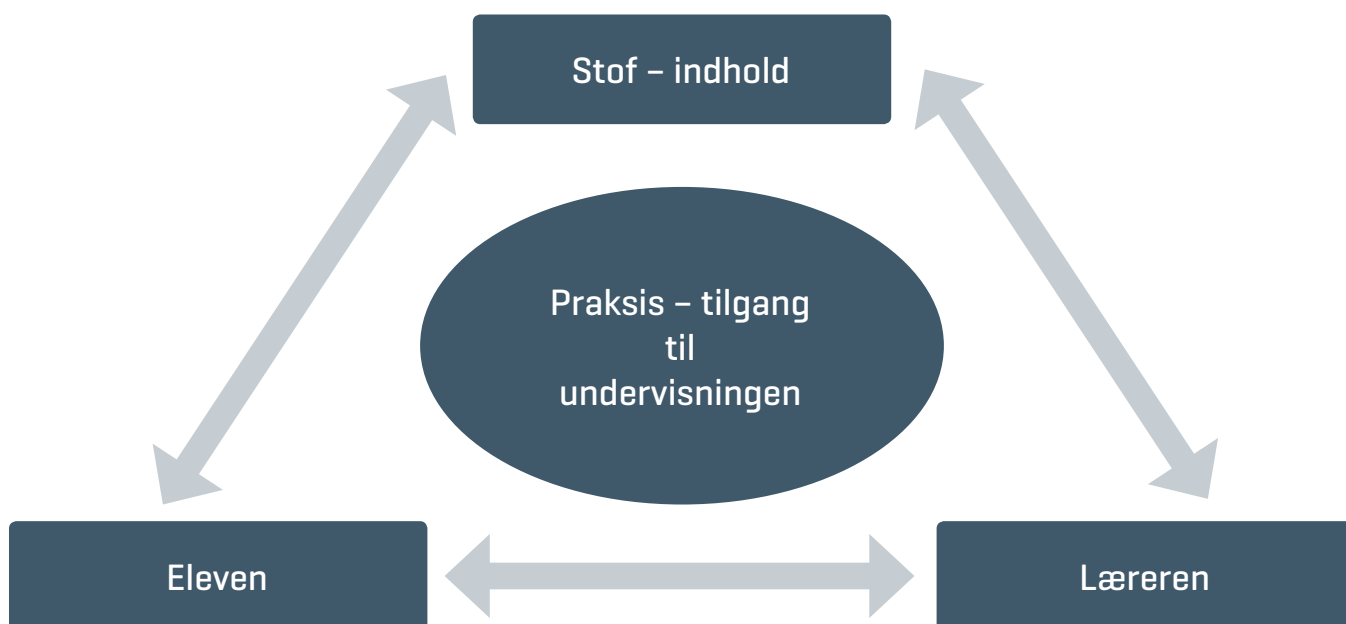 Stof – indhold
Praksis – tilgang
til
undervisningen
Eleven
Læreren